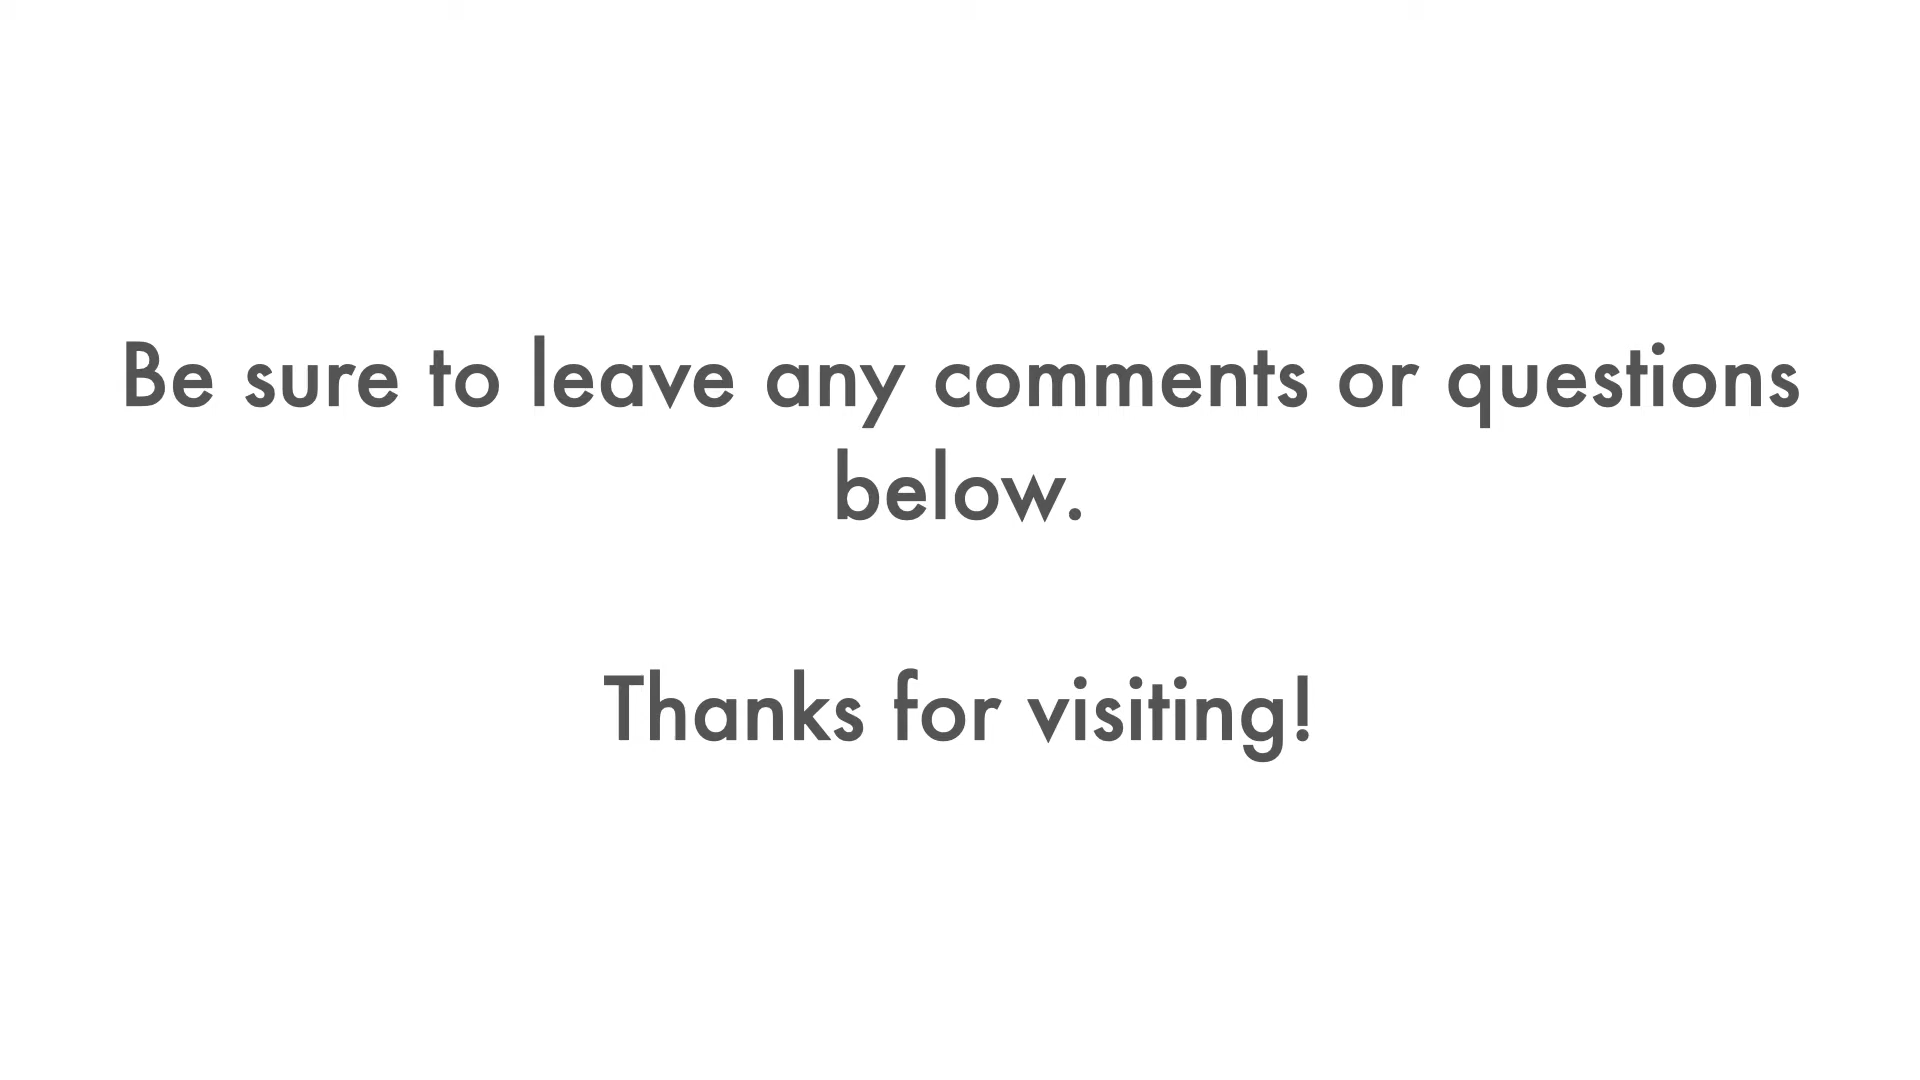 Be sure to leave any comments or questions
below.
Thanks for visiting!